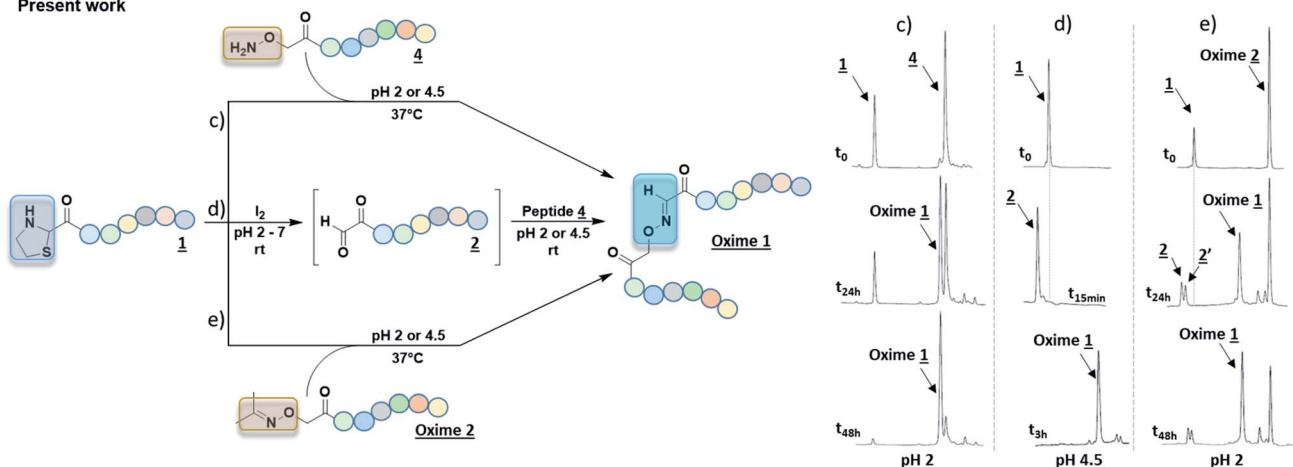 Present work
H₂N
O
O
4
pH 2 or 4.5
37°C
c)
H
N
S
O
1
d)
I₂
pH 2 - 7
rt
H
O
O
2
Peptide 4
pH 2 or 4.5
rt
H
O
N
O
O
Oxime 1
e)
pH 2 or 4.5
37°C
N
O
O
Oxime 2
c)
1
4
t0
Oxime 1
t24h
Oxime 1
t48h
pH 2
d)
1
t0
2
t15min
Oxime 1
t3h
pH 4.5
e)
Oxime 2
1
t0
Oxime 1
2
2'
t24h
Oxime 1
t48h
pH 2